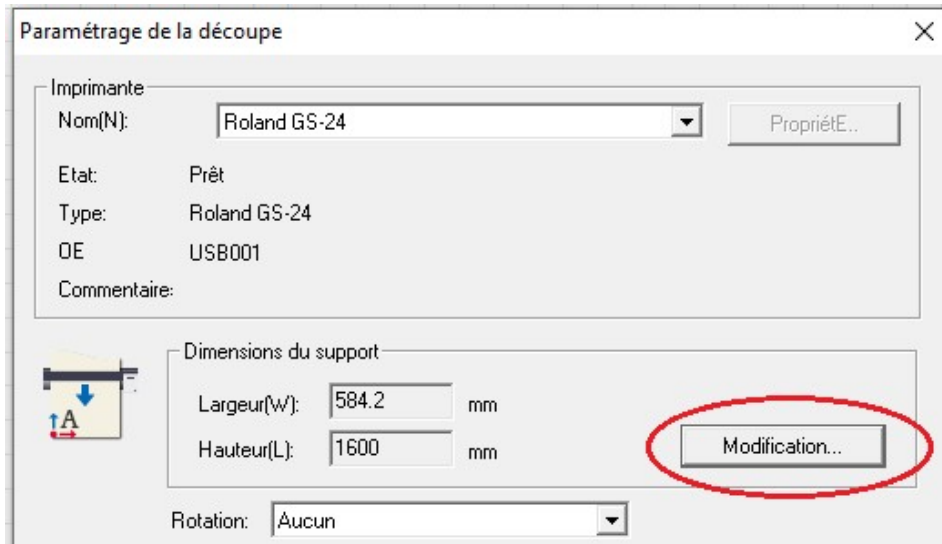 Paramétrage de la découpe
Imprimante
Nom(N): Roland GS-24 PropriétE..
Etat: Prêt
Type: Roland GS-24
OE USB001
Commentaire:
Dimensions du support
Largeur(W): 584.2 mm
Hauteur(L): 1600 mm
Modification...
Rotation: Aucun
A